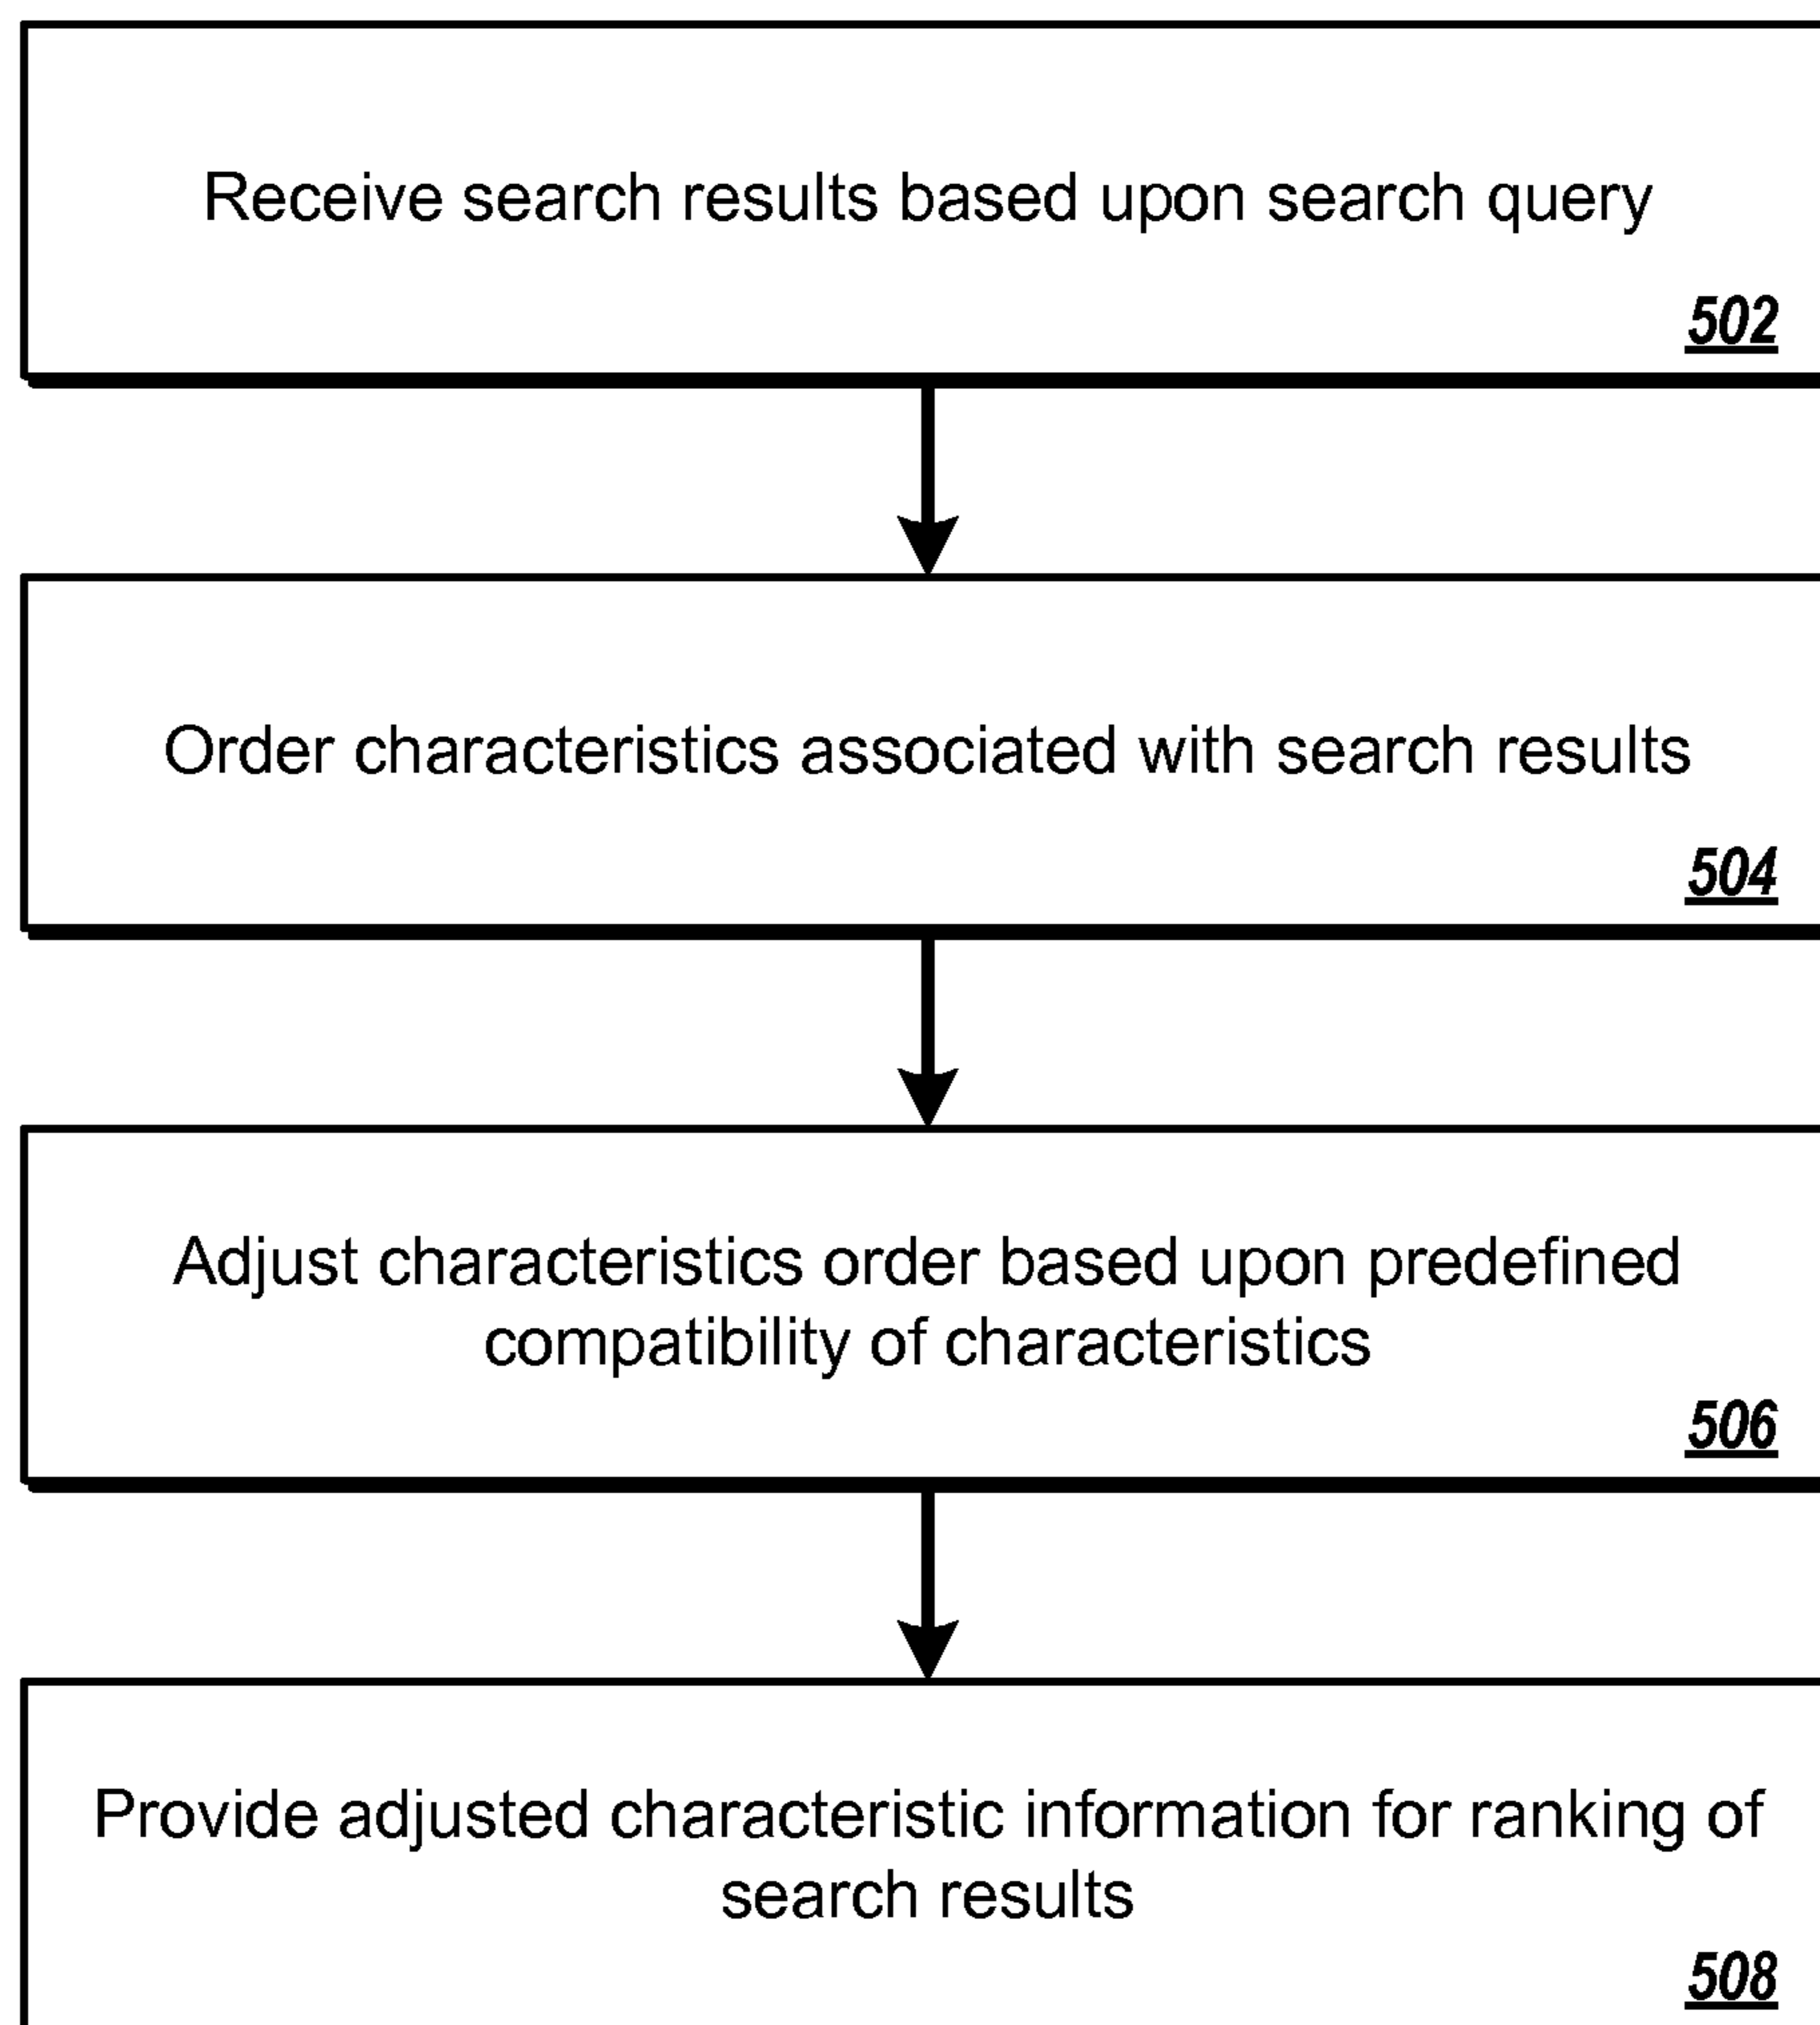 Receive search results based upon search query
502
Order characteristics associated with search results
504
Adjust characteristics order based upon predefined
compatibility of characteristics
506
Provide adjusted characteristic information for ranking of
search results
508